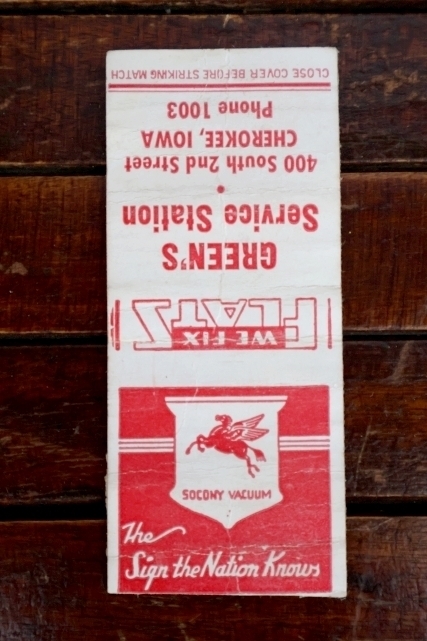 CLOSE COVER BEFORE STRIKING MATCH
Phone 1003
CHEROKEE, IOWA
400 South 2nd Street
Service Station
GREEN'S
WE FIX
FLATS
SOCONY VACUUM
The
Sign the Nation Knows